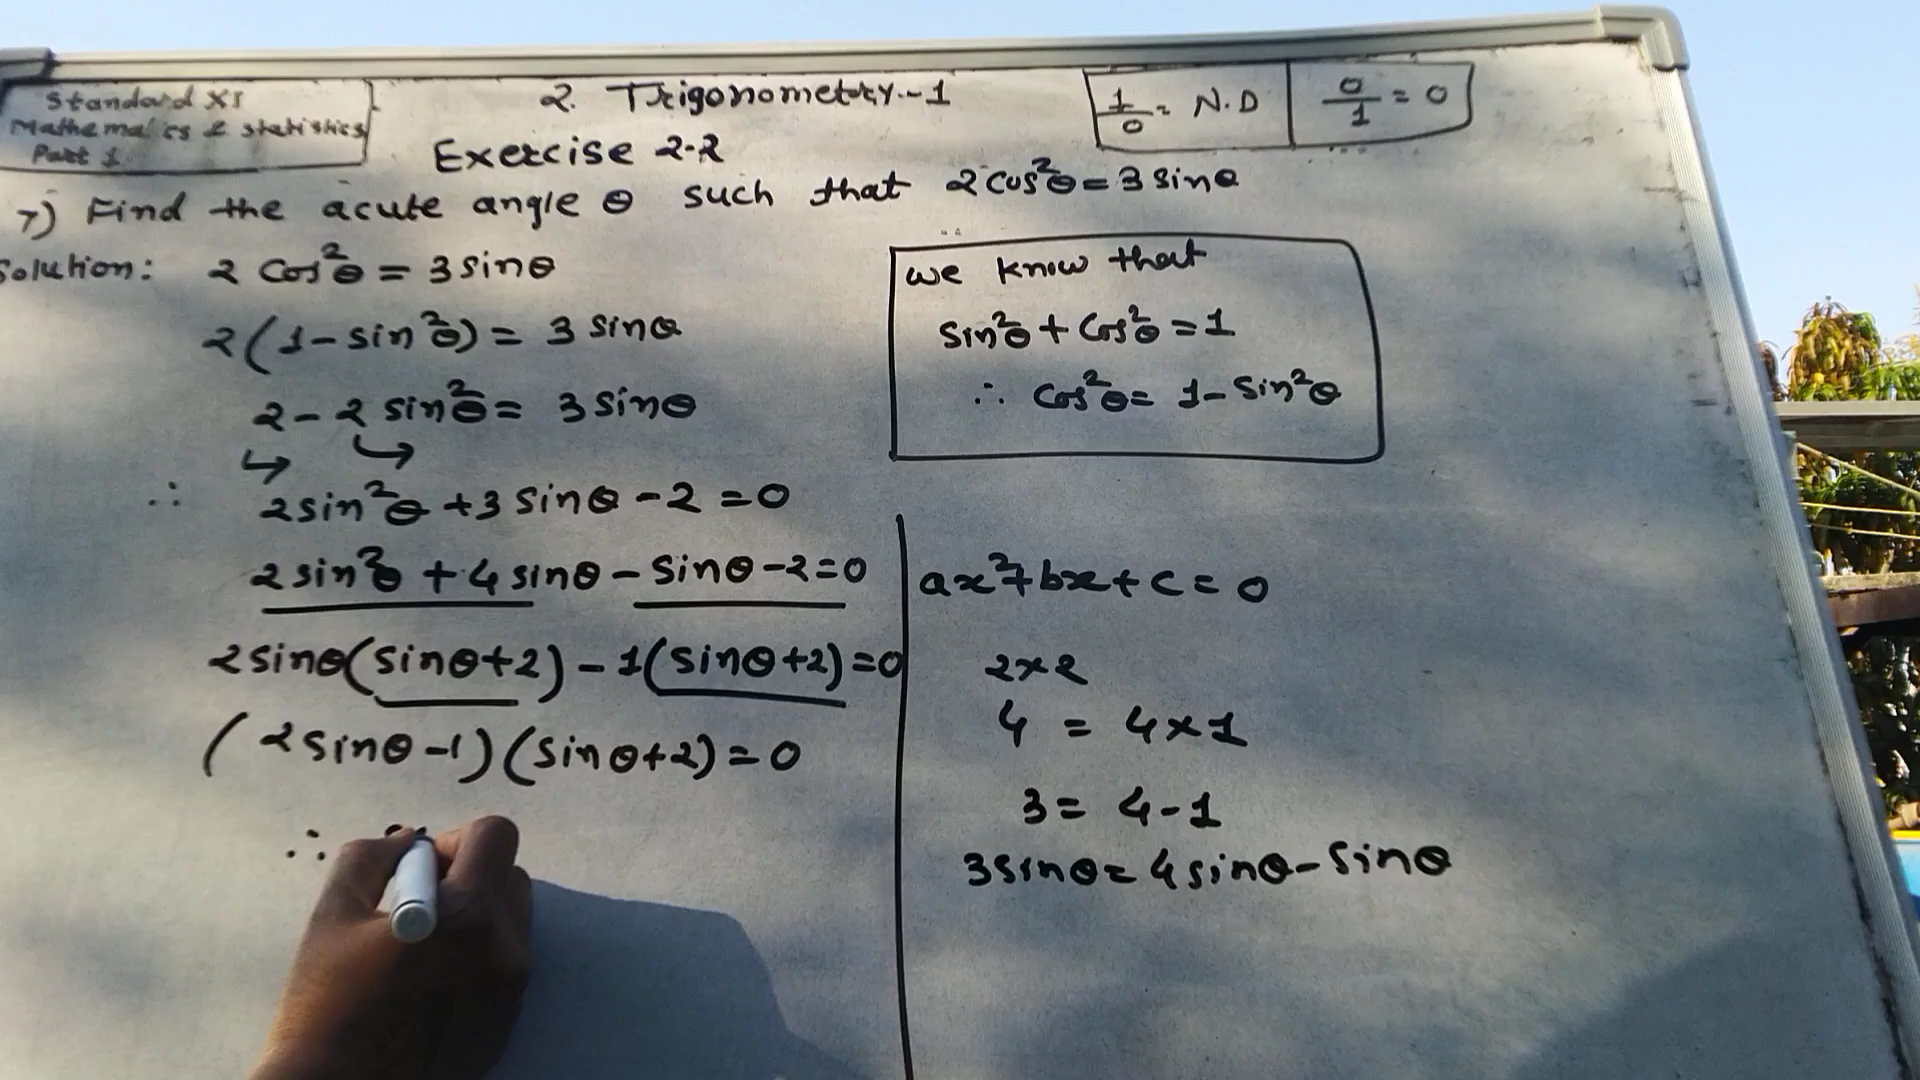 Standard XI
Mathematics & statistics
Part 1
2. Trigonometry-1
1/0 = N.D
0/1 = 0
Exercise 2.2
7) Find the acute angle θ such that 2cos²θ = 3 sinθ
Solution: 2 cos²θ = 3 sinθ
2(1-sin²θ) = 3 sinθ
2 - 2 sin²θ = 3 sinθ
∴ 2sin²θ + 3 sinθ - 2 = 0
2sin²θ + 4 sinθ - sinθ - 2 = 0
2sinθ(sinθ+2) - 1(sinθ+2) = 0
(2sinθ-1)(sinθ+2) = 0
∴
we know that
sin²θ + cos²θ = 1
∴ cos²θ = 1 - sin²θ
ax²+bx+c = 0
2×2
4 = 4×1
3 = 4-1
3sinθ = 4sinθ - sinθ